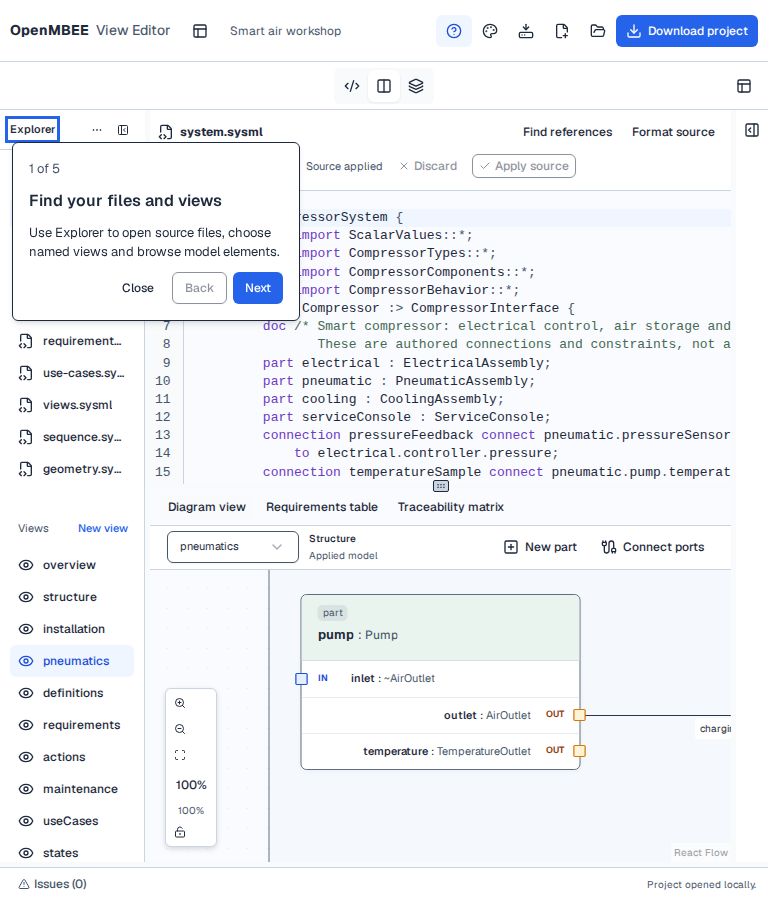 OpenMBEE View Editor
Smart air workshop
Download project
Explorer
system.sysml
Find references
Format source
1 of 5
Find your files and views
Use Explorer to open source files, choose
named views and browse model elements.
Close
Back
Next
Source applied
Discard
Apply source
ressorSystem {
mport ScalarValues::*;
mport CompressorTypes::*;
mport CompressorComponents::*;
mport CompressorBehavior::*;
Compressor :> CompressorInterface {
7 doc /* Smart compressor: electrical control, air storage and
8 These are authored connections and constraints, not a
9 part electrical : ElectricalAssembly;
10 part pneumatic : PneumaticAssembly;
11 part cooling : CoolingAssembly;
12 part serviceConsole : ServiceConsole;
13 connection pressureFeedback connect pneumatic.pressureSensor
14 to electrical.controller.pressure;
15 connection temperatureSample connect pneumatic.pump.temperat
requirement...
use-cases.sy...
views.sysml
sequence.sy...
geometry.sy...
Views
New view
overview
structure
installation
pneumatics
definitions
requirements
actions
maintenance
useCases
states
Diagram view
Requirements table
Traceability matrix
pneumatics
Structure
Applied model
New part
Connect ports
part
pump : Pump
IN inlet : ~AirOutlet
outlet : AirOutlet OUT
temperature : TemperatureOutlet OUT
chargin
100%
100%
React Flow
Issues (0)
Project opened locally.